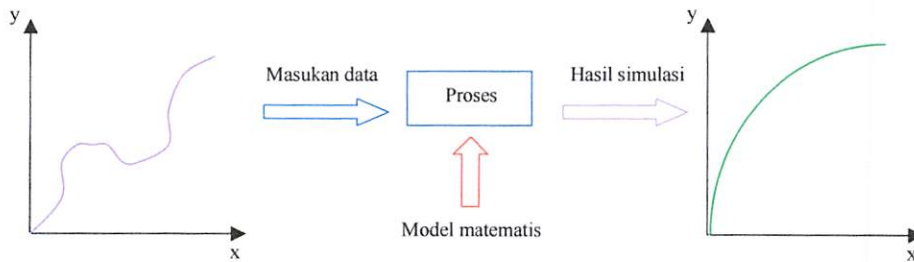 y
Masukan data
Proses
Hasil simulasi
y
Model matematis
x
x